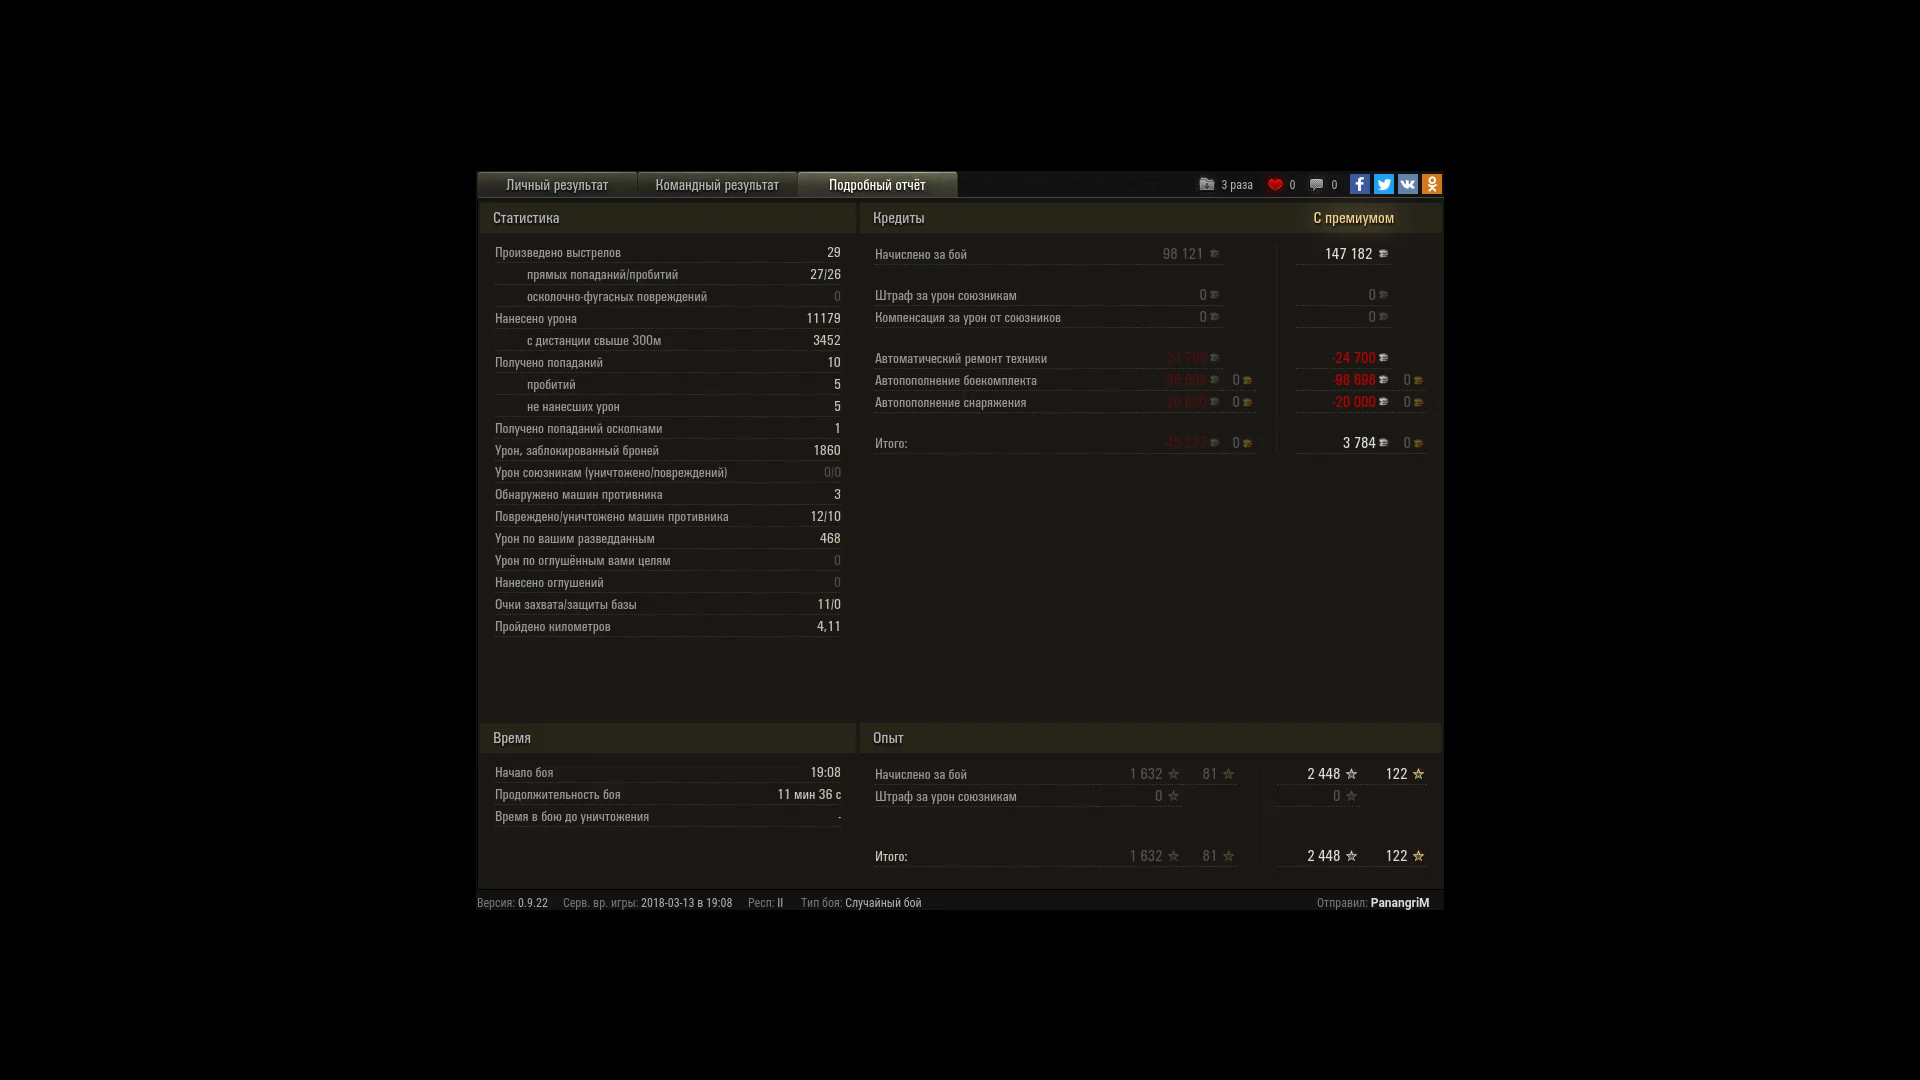 Личный результат Командный результат Подробный отчёт 3 раза 0 0
Статистика
Произведено выстрелов 29
прямых попаданий/пробитий 27/26
осколочно-фугасных повреждений 0
Нанесено урона 11179
с дистанции свыше 300м 3452
Получено попаданий 10
пробитий 5
не нанесших урон 5
Получено попаданий осколками 1
Урон, заблокированный броней 1860
Урон союзникам (уничтожено/повреждений) 0/0
Обнаружено машин противника 3
Повреждено/уничтожено машин противника 12/10
Урон по вашим разведданным 468
Урон по оглушённым вами целям 0
Нанесено оглушений 0
Очки захвата/защиты базы 11/0
Пройдено километров 4,11
Кредиты С премиумом
Начислено за бой 98 121 147 182
Штраф за урон союзникам 0 0
Компенсация за урон от союзников 0 0
Автоматический ремонт техники -24 700 -24 700
Автопополнение боекомплекта -98 698 0 -98 698 0
Автопополнение снаряжения -20 000 0 -20 000 0
Итого: -45 277 0 3 784 0
Время
Начало боя 19:08
Продолжительность боя 11 мин 36 с
Время в бою до уничтожения -
Опыт
Начислено за бой 1 632 81 2 448 122
Штраф за урон союзникам 0 0
Итого: 1 632 81 2 448 122
Версия: 0.9.22 Серв. вр. игры: 2018-03-13 в 19:08 Респ: II Тип боя: Случайный бой Отправил: PanangriM